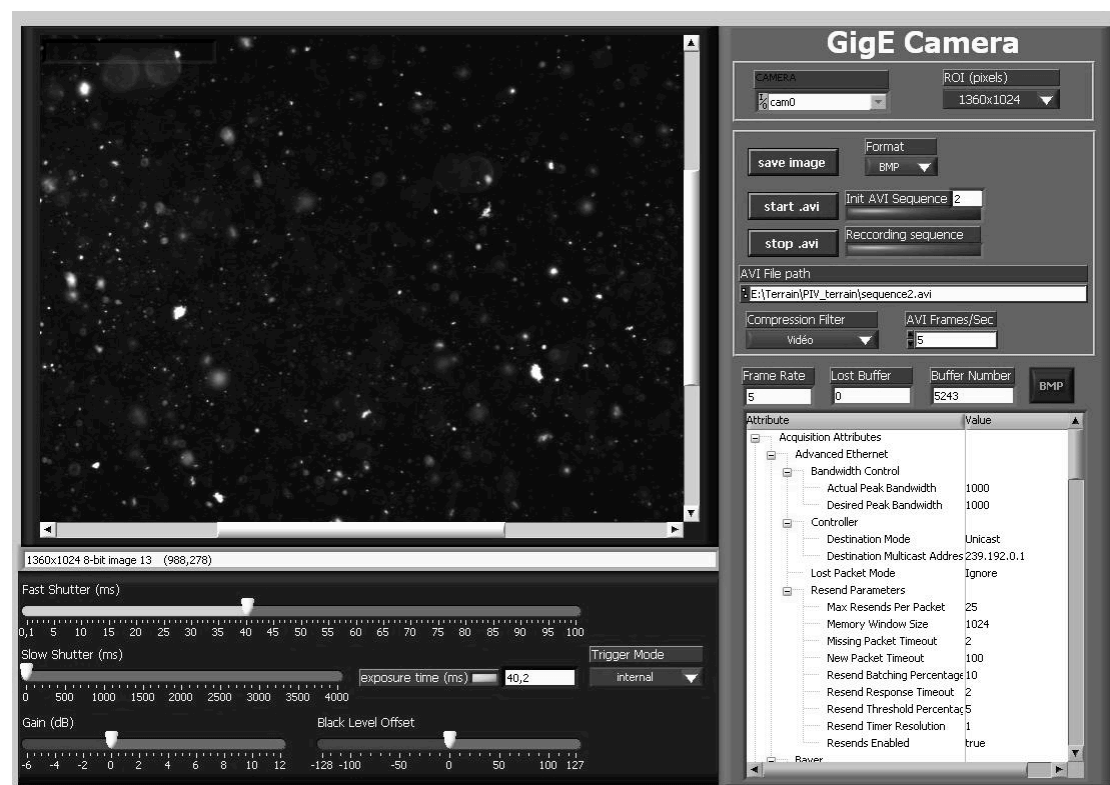 GigE Camera
CAMERA
ROI (pixels)
cam0
1360x1024
save image
Format
BMP
start .avi
Init AVI Sequence 2
stop .avi
Reccording sequence
AVI File path
E:\Terrain\PIV_terrain\sequence2.avi
Compression Filter
AVI Frames/Sec
Vidéo
5
Frame Rate
Lost Buffer
Buffer Number
5
0
5243
BMP
Attribute Value
Acquisition Attributes
Advanced Ethernet
Bandwidth Control
Actual Peak Bandwidth 1000
Desired Peak Bandwidth 1000
Controller
Destination Mode Unicast
Destination Multicast Addres 239.192.0.1
Lost Packet Mode Ignore
Resend Parameters
Max Resends Per Packet 25
Memory Window Size 1024
Missing Packet Timeout 2
New Packet Timeout 100
Resend Batching Percentage 10
Resend Response Timeout 2
Resend Threshold Percentag 5
Resend Timer Resolution 1
Resends Enabled true
Bayer
1360x1024 8-bit image 13 (988,278)
Fast Shutter (ms)
0,1 5 10 15 20 25 30 35 40 45 50 55 60 65 70 75 80 85 90 95 100
Slow Shutter (ms)
0 500 1000 1500 2000 2500 3000 3500 4000
exposure time (ms) 40,2
Trigger Mode
internal
Gain (dB)
-6 -4 -2 0 2 4 6 8 10 12
Black Level Offset
-128 -100 -50 0 50 100 127